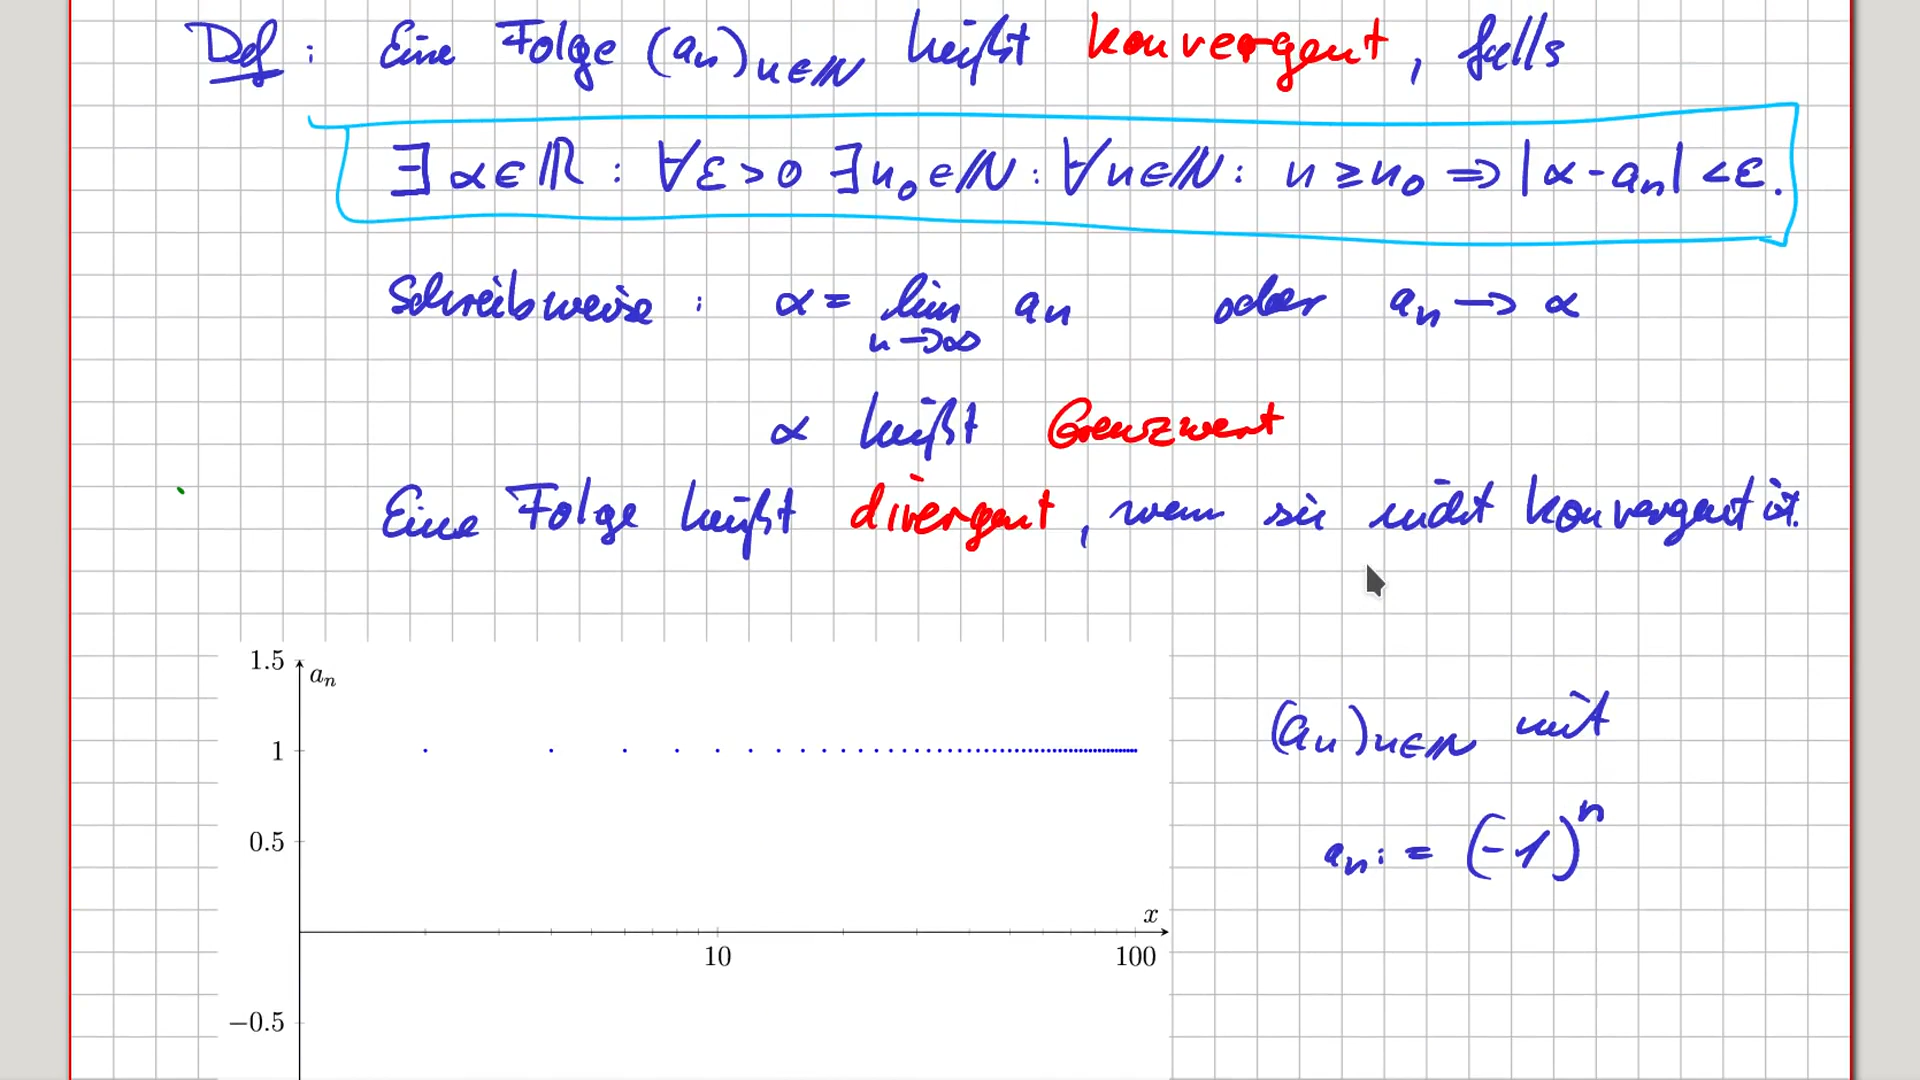 Def: Eine Folge (aₙ)ₙ∈ℕ heißt konvergent, falls
∃ α∈ℝ: ∀ε>0 ∃n₀∈ℕ: ∀n∈ℕ: n≥n₀ ⇒ |α-aₙ| <ε.
Schreibweise: α = lim aₙ oder aₙ → α
n→∞
α heißt Grenzwert
Eine Folge heißt divergent, wenn sie nicht konvergent ist.
1.5
aₙ
1
0.5
x
10 100
−0.5
(aₙ)ₙ∈ℕ mit
aₙ := (-1)ⁿ